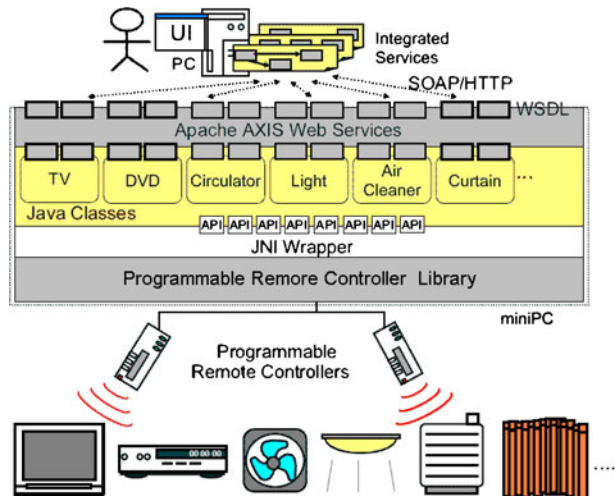 UI
PC
Integrated
Services
SOAP/HTTP
WSDL
Apache AXIS Web Services
TV
DVD
Circulator
Light
Air
Cleaner
Curtain
...
Java Classes
API API API API API API API API
JNI Wrapper
Programmable Remore Controller Library
miniPC
Programmable
Remote Controllers
....